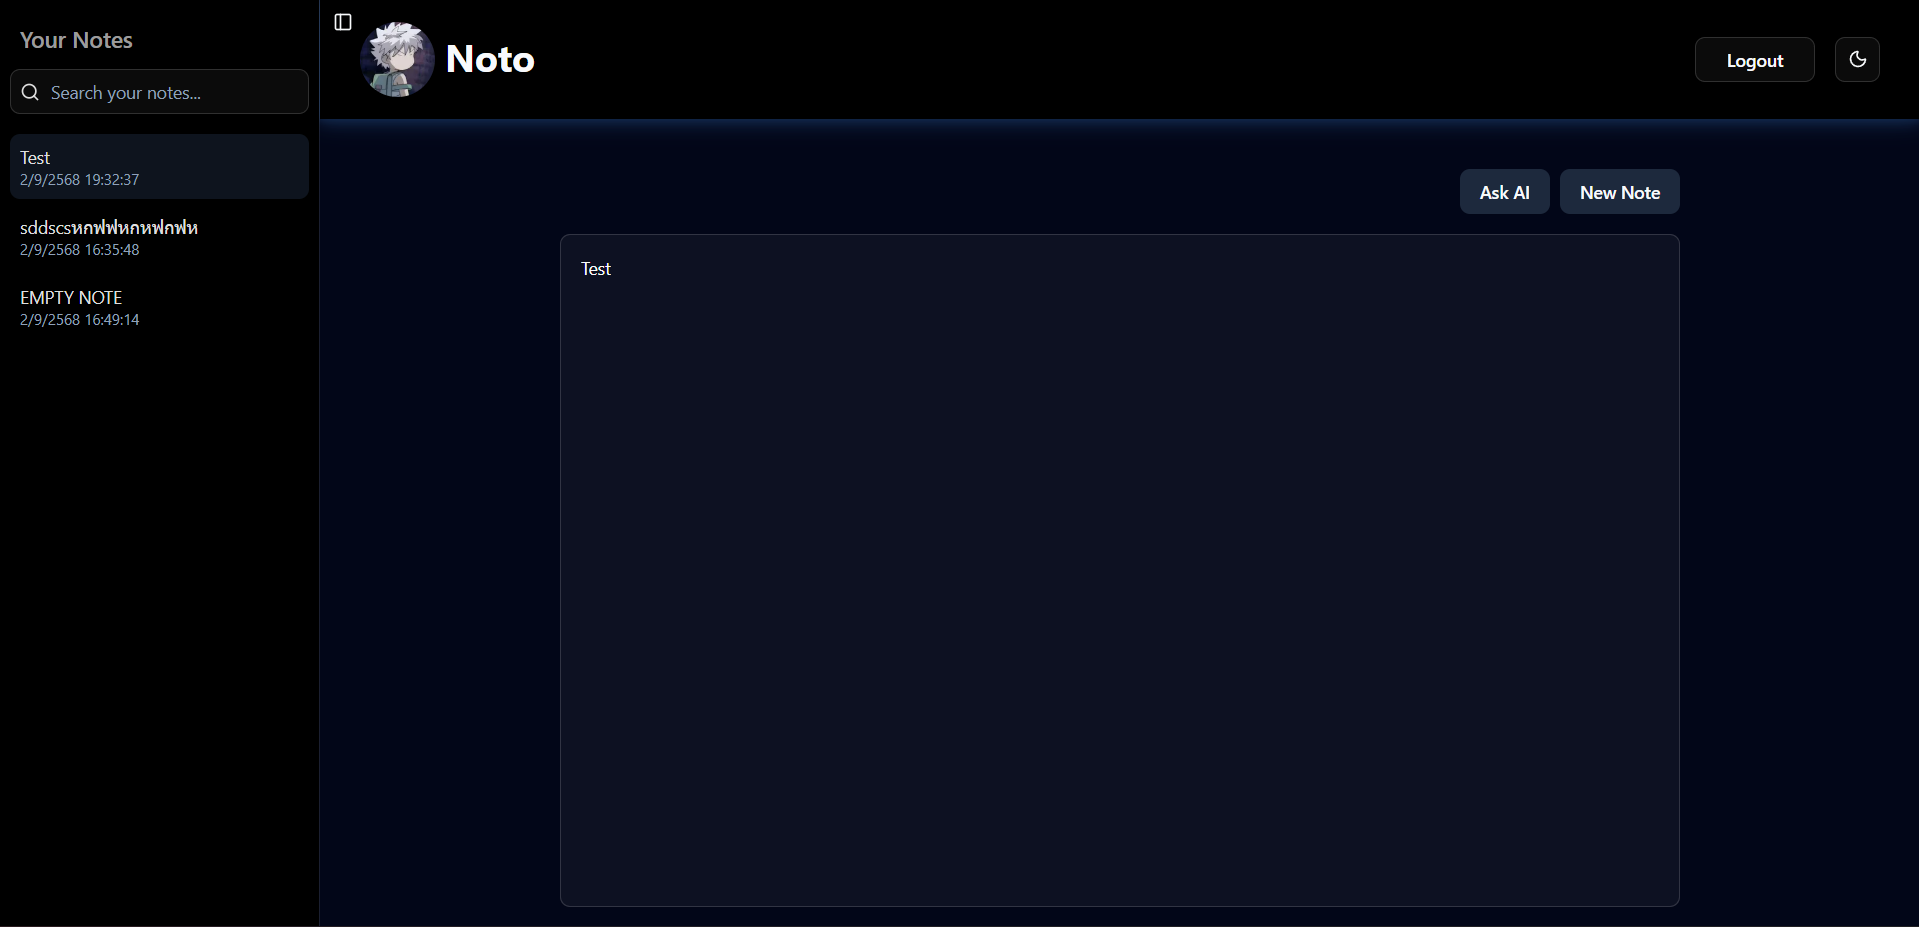 Your Notes
Search your notes...
Test
2/9/2568 19:32:37
sddscsหกฟฟหกหฟกฟห
2/9/2568 16:35:48
EMPTY NOTE
2/9/2568 16:49:14
Noto
Logout
Ask AI
New Note
Test